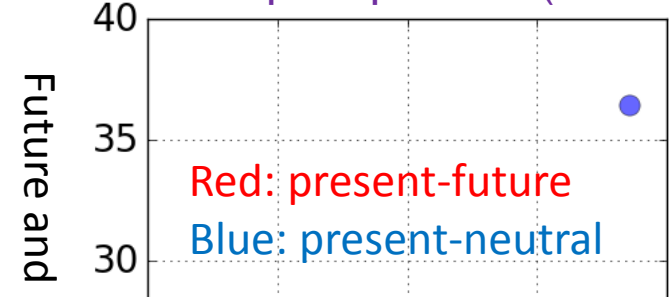 40
35
30
Future and
Red: present-future
Blue: present-neutral